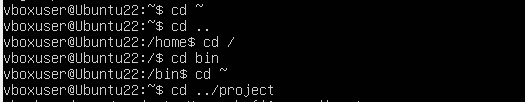 vboxuser@Ubuntu22:~$ cd ~
vboxuser@Ubuntu22:~$ cd ..
vboxuser@Ubuntu22:/home$ cd /
vboxuser@Ubuntu22:/$ cd bin
vboxuser@Ubuntu22:/bin$ cd ~
vboxuser@Ubuntu22:~$ cd ../project